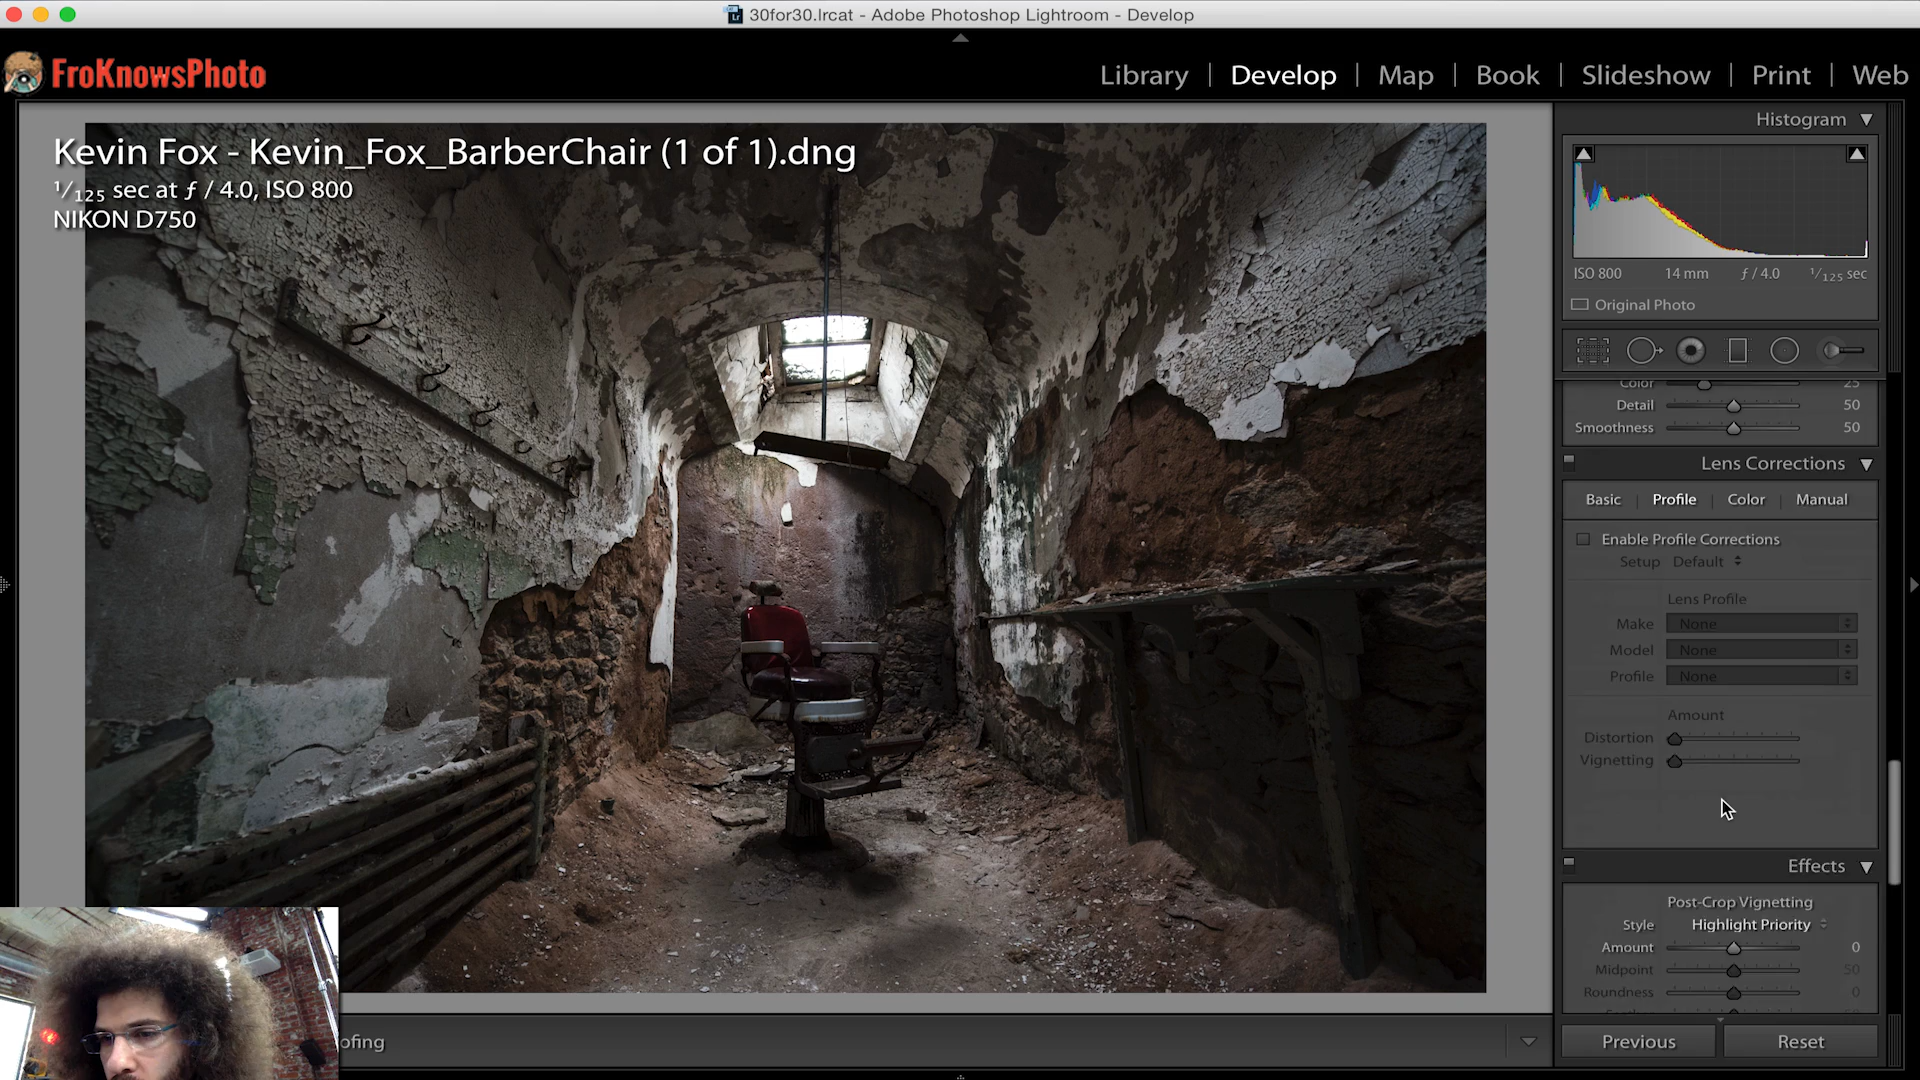 30for30.lrcat - Adobe Photoshop Lightroom - Develop
FroKnowsPhoto
Library | Develop | Map | Book | Slideshow | Print | Web
Kevin Fox - Kevin_Fox_BarberChair (1 of 1).dng
1/125 sec at ƒ / 4.0, ISO 800
NIKON D750
Histogram
ISO 800 14 mm ƒ / 4.0 1/125 sec
Original Photo
Color 25
Detail 50
Smoothness 50
Lens Corrections
Basic | Profile | Color | Manual
Enable Profile Corrections
Setup Default
Lens Profile
Make None
Model None
Profile None
Amount
Distortion
Vignetting
Effects
Post-Crop Vignetting
Style Highlight Priority
Amount 0
Midpoint 50
Roundness 0
ofing
Previous Reset